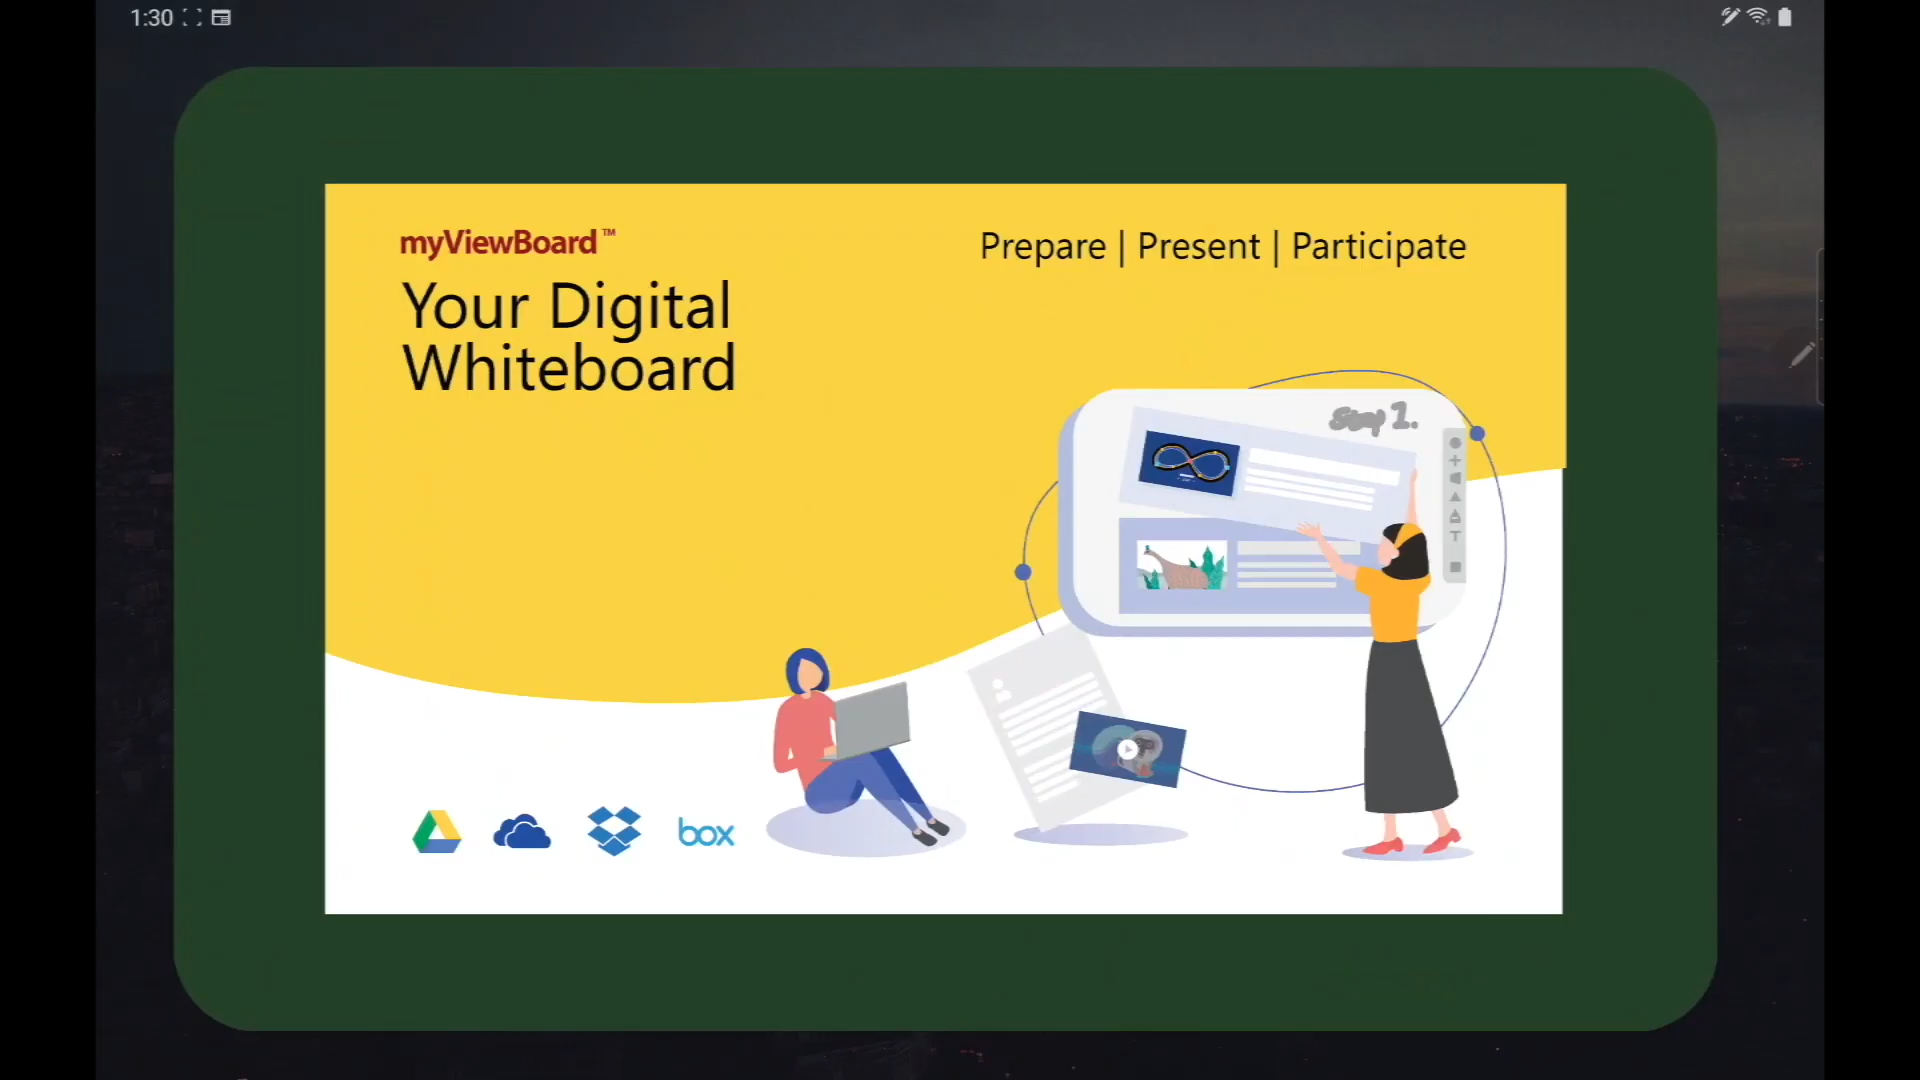 1:30
myViewBoard™
Prepare | Present | Participate
Your Digital
Whiteboard
Step 1.
T
box